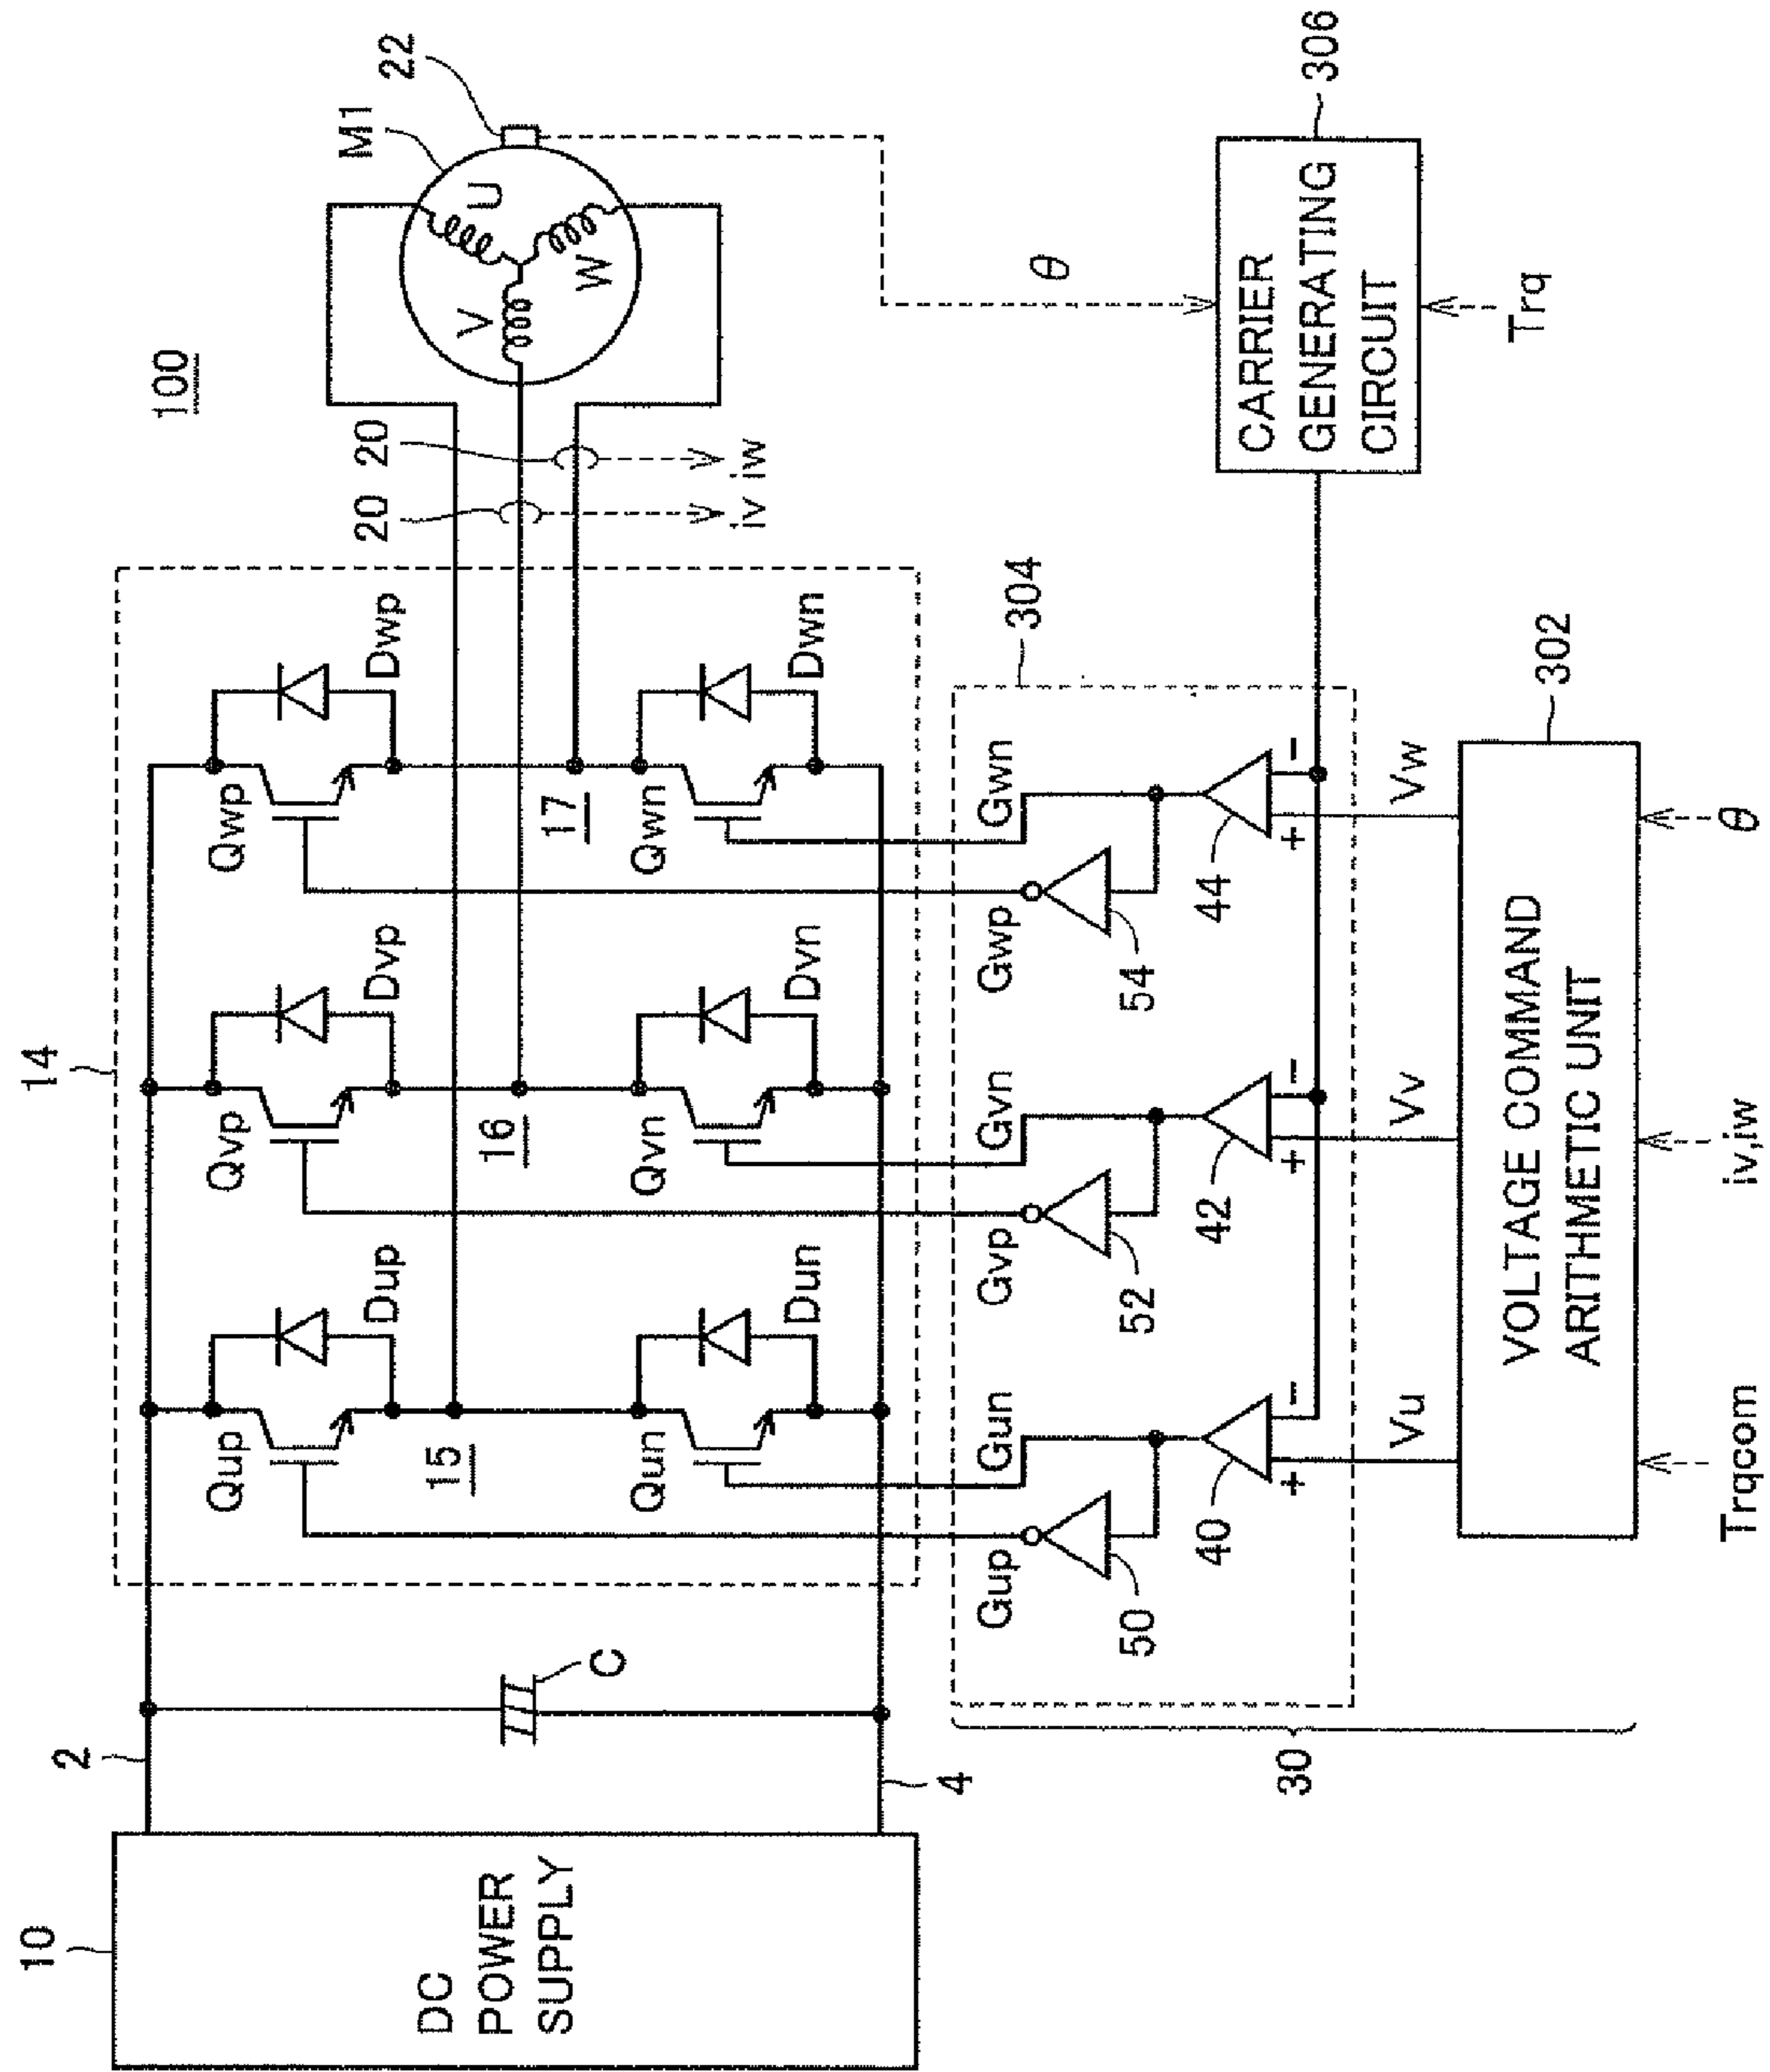 100
10
DC
POWER
SUPPLY
2
4
C
14
Qup
Dup
Qvp
Dvp
Qwp
Dwp
15
16
17
Qun
Dun
Qvn
Dvn
Qwn
Dwn
20
20
iv
iw
M1
U
V
W
22
θ
Gup
Gun
Gvp
Gvn
Gwp
Gwn
304
50
40
52
42
54
44
+
-
+
-
+
-
30
Vu
Vv
Vw
302
VOLTAGE COMMAND
ARITHMETIC UNIT
Trqcom
iv,iw
θ
CARRIER
GENERATING
CIRCUIT
306
Trq